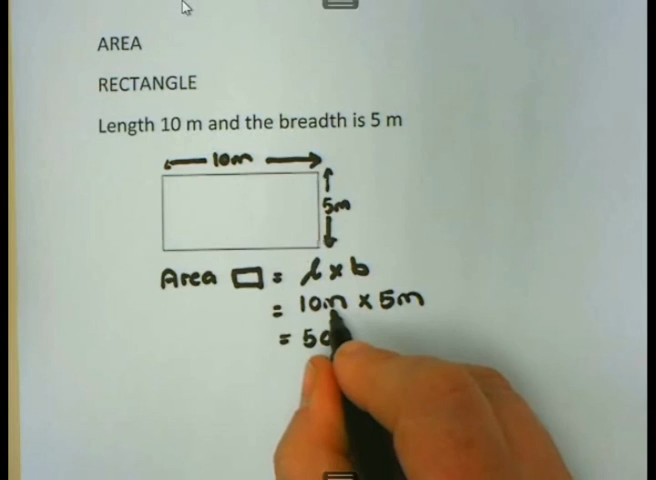 AREA
RECTANGLE
Length 10 m and the breadth is 5 m
10m
5m
Area ▭ = l x b
= 10m x 5m
= 50